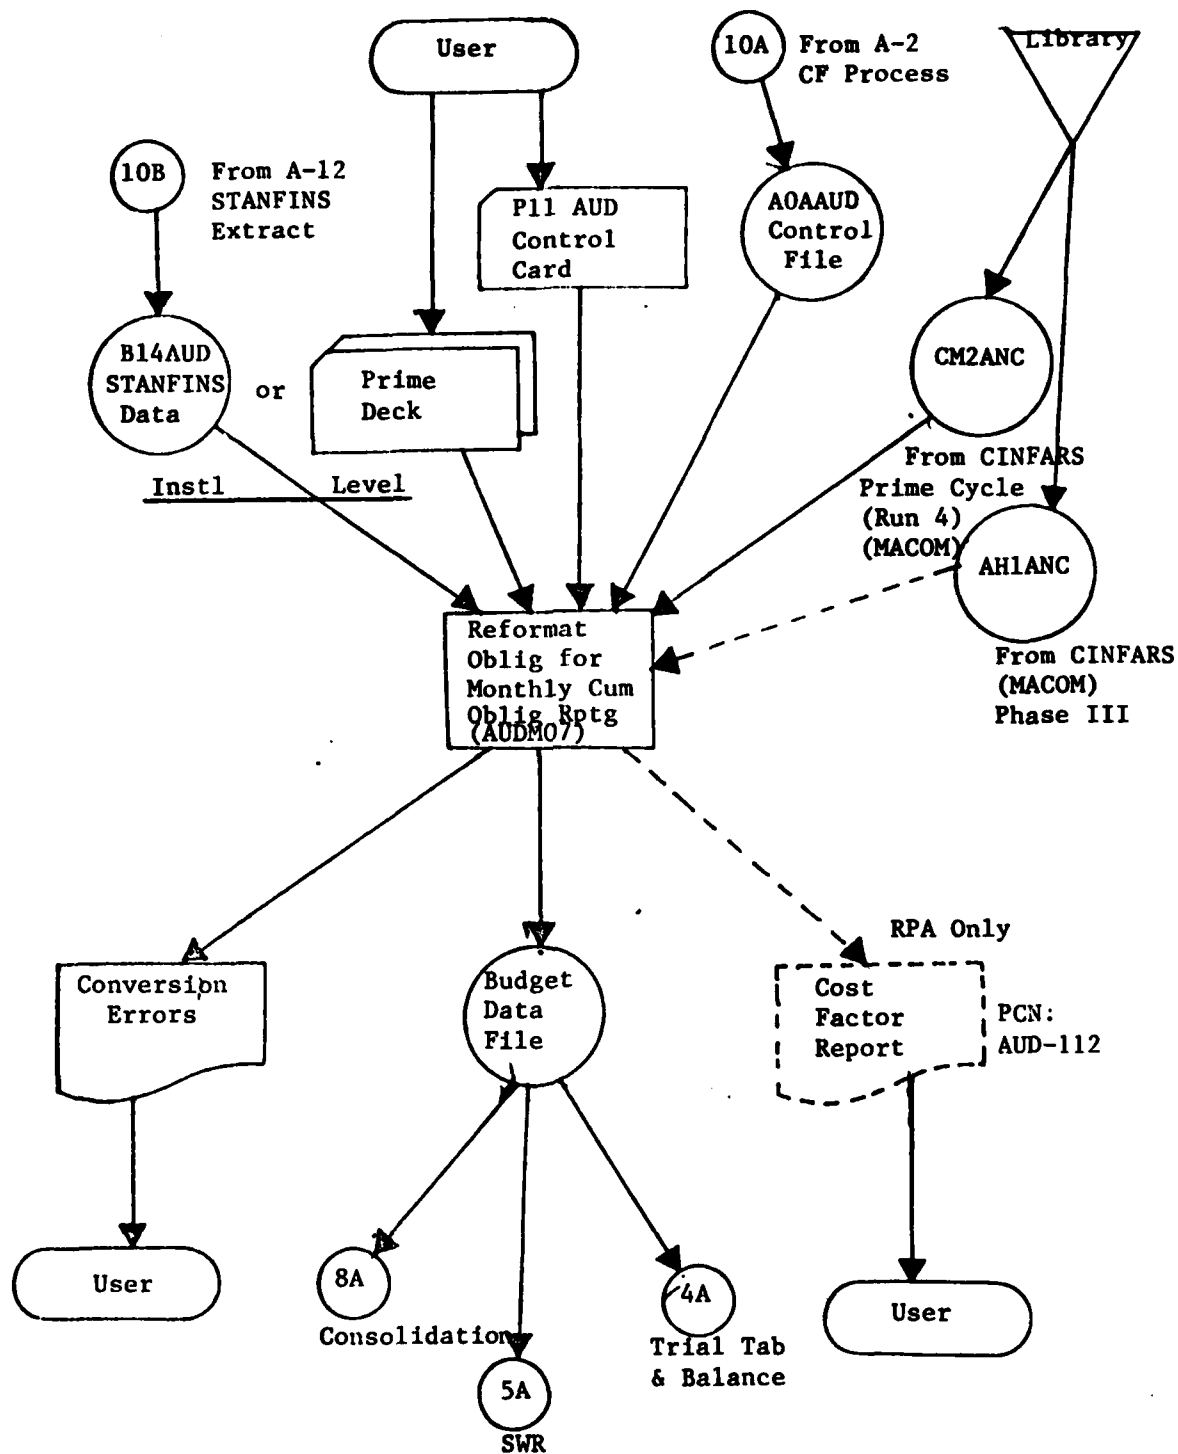 User
10A
From A-2
CF Process
Library
10B
From A-12
STANFINS
Extract
P11 AUD
Control
Card
A0AAUD
Control
File
B14AUD
STANFINS
Data
or
Prime
Deck
CM2ANC
Instl Level
From CINFARS
Prime Cycle
(Run 4)
(MACOM)
AH1ANC
From CINFARS
(MACOM)
Phase III
Reformat
Oblig for
Monthly Cum
Oblig Rptg
(AUDM07)
Conversion
Errors
Budget
Data
File
RPA Only
Cost
Factor
Report
PCN:
AUD-112
User
8A
Consolidation
5A
SWR
4A
Trial Tab
& Balance
User